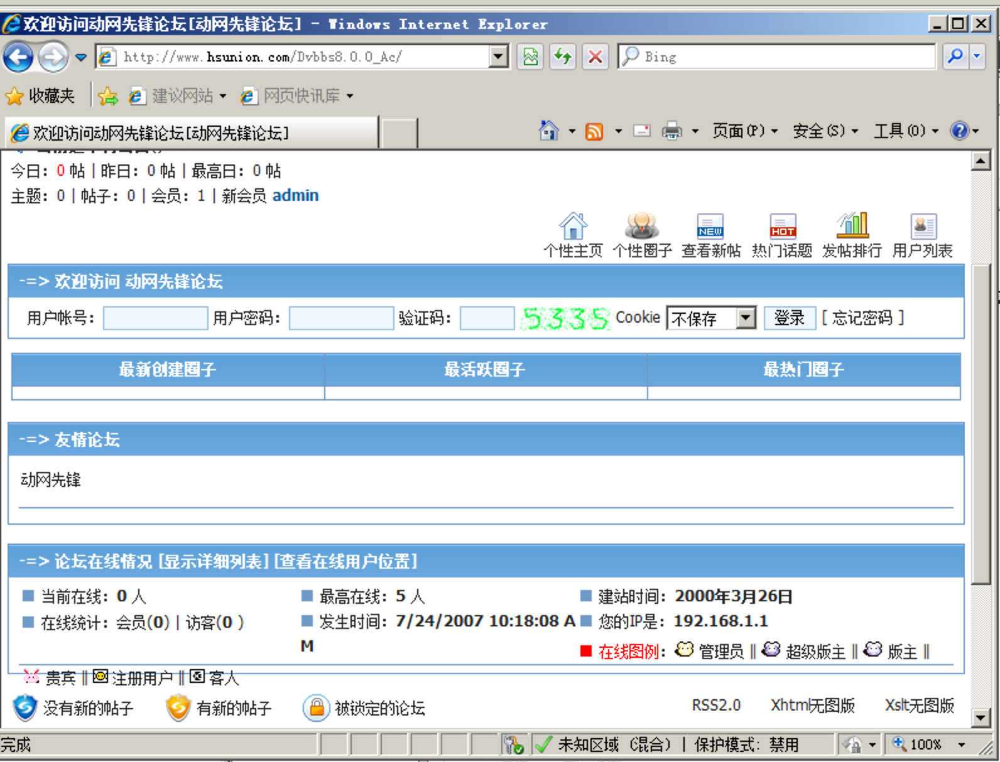 欢迎访问动网先锋论坛[动网先锋论坛] - Windows Internet Explorer
http://www.hsunion.com/Dvbbs8.0.0_Ac/
Bing
收藏夹 建议网站 网页快讯库
欢迎访问动网先锋论坛[动网先锋论坛]
页面(P) 安全(S) 工具(O)
今日: 0 帖 | 昨日: 0 帖 | 最高日: 0 帖
主题: 0 | 帖子: 0 | 会员: 1 | 新会员 admin
NEW HOT
个性主页 个性圈子 查看新帖 热门话题 发帖排行 用户列表
-=> 欢迎访问 动网先锋论坛
用户帐号: 用户密码: 验证码: 5335 Cookie 不保存 登录 [ 忘记密码 ]
最新创建圈子 最活跃圈子 最热门圈子
-=> 友情论坛
动网先锋
-=> 论坛在线情况 [显示详细列表] [查看在线用户位置]
当前在线: 0 人 最高在线: 5 人 建站时间: 2000年3月26日
在线统计: 会员(0) | 访客(0 ) 发生时间: 7/24/2007 10:18:08 A 您的IP是: 192.168.1.1
M
在线图例: 管理员 ‖ 超级版主 ‖ 版主 ‖
贵宾 ‖ 注册用户 ‖ 客人
没有新的帖子 有新的帖子 被锁定的论坛 RSS2.0 Xhtml无图版 Xslt无图版
完成 未知区域 (混合) | 保护模式: 禁用 100%